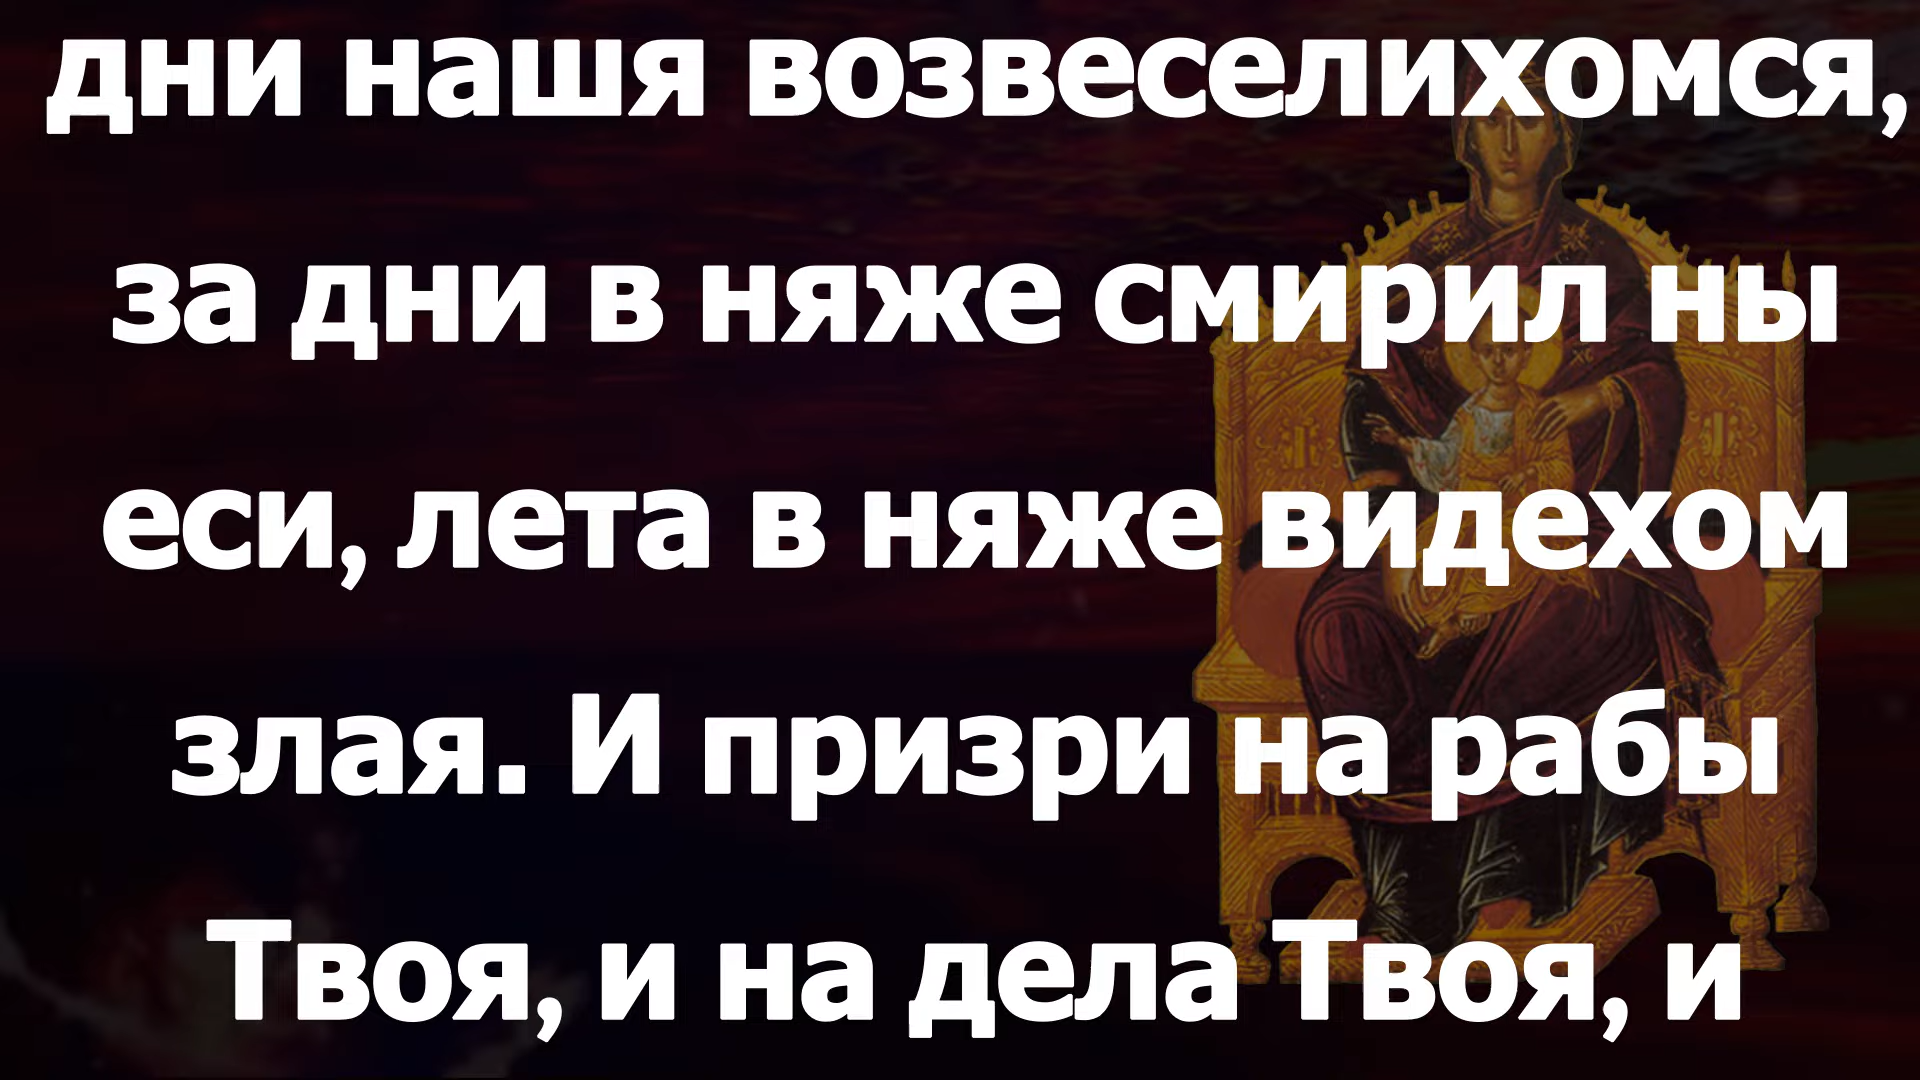 дни нашя возвеселихомся,
за дни в няже смирил ны
еси, лета в няже видехом
злая. И призри на рабы
Твоя, и на дела Твоя, и